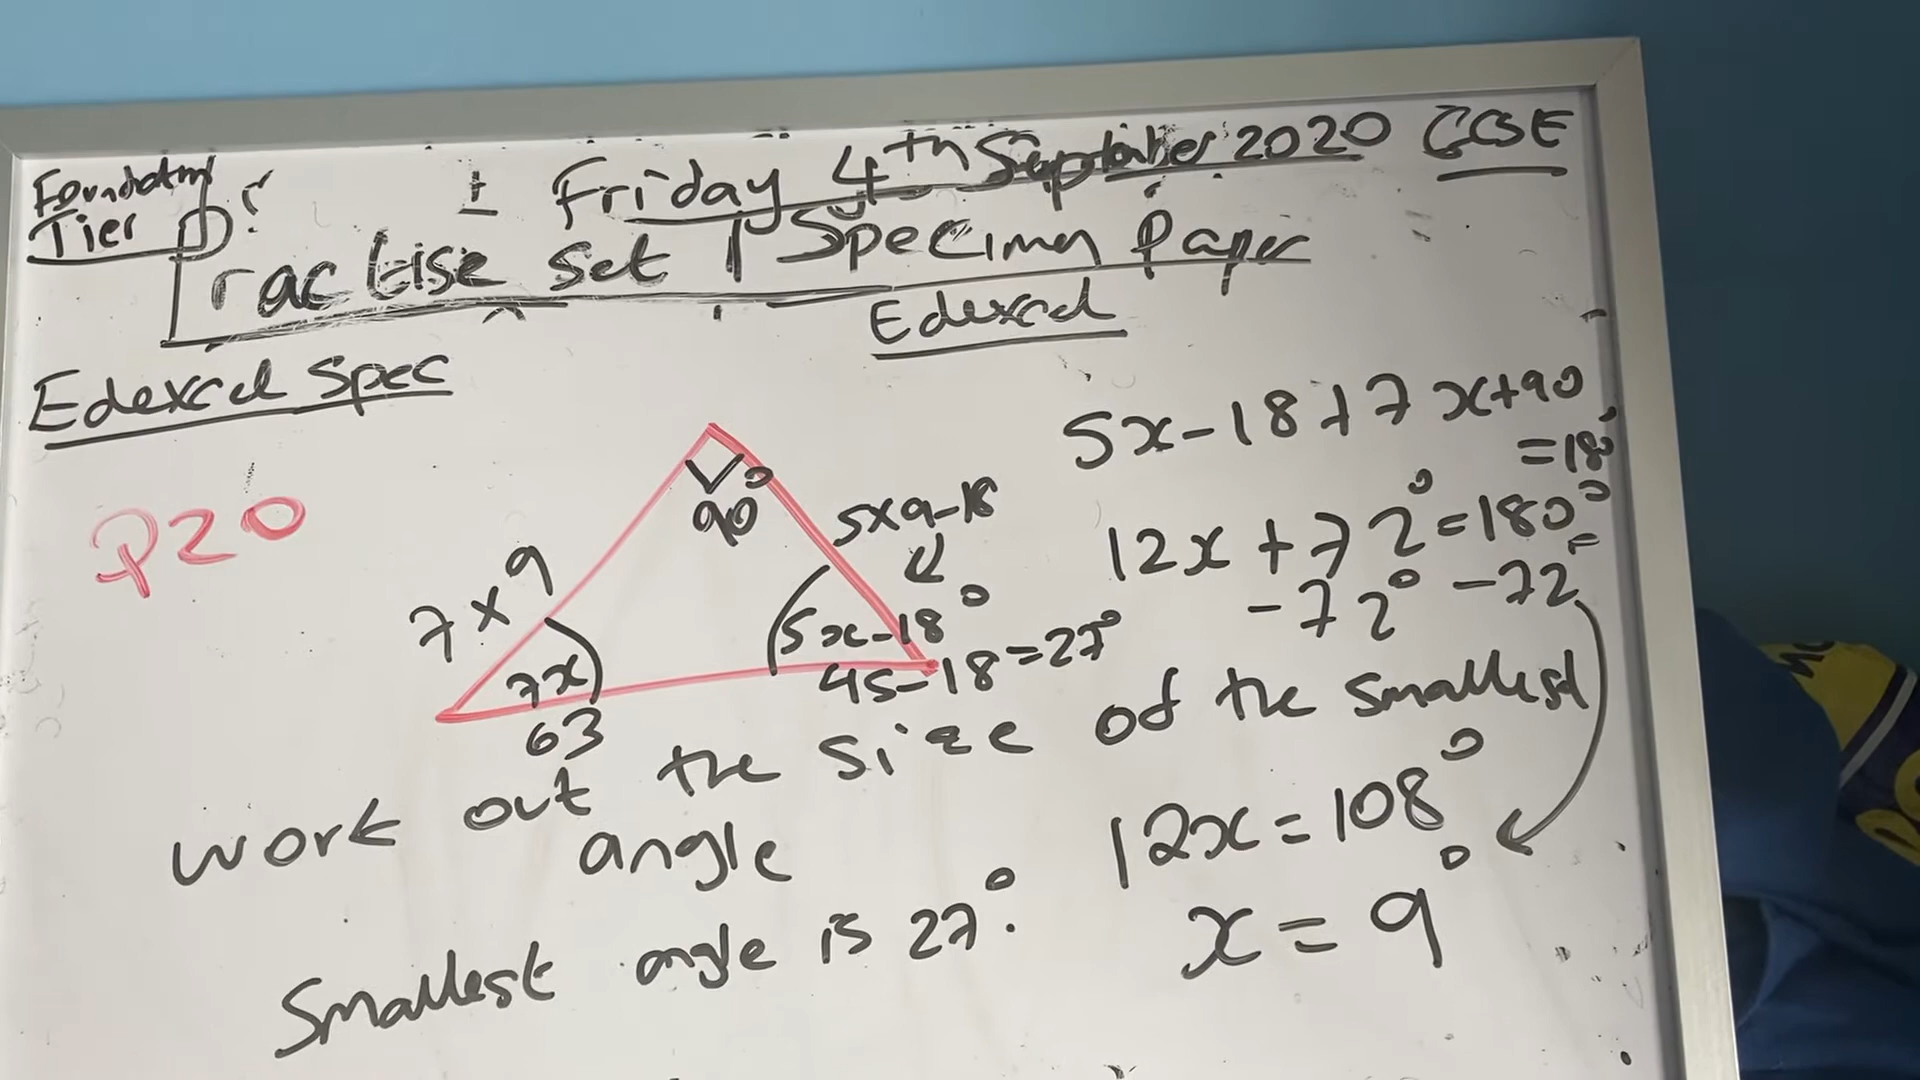 Foundation Tier
Friday 4th September 2020 GCSE
Practise set 1 Specimen Paper
Edexcel
Edexcel Spec
Q20
90°
7x9
7x
63
5x9-18
5x-18°
45-18=27°
5x-18+7x+90
=180°
12x+72°=180°
-72° -72
work out the size of the smallest
angle
12x=108°
x=9°
Smallest angle is 27°.